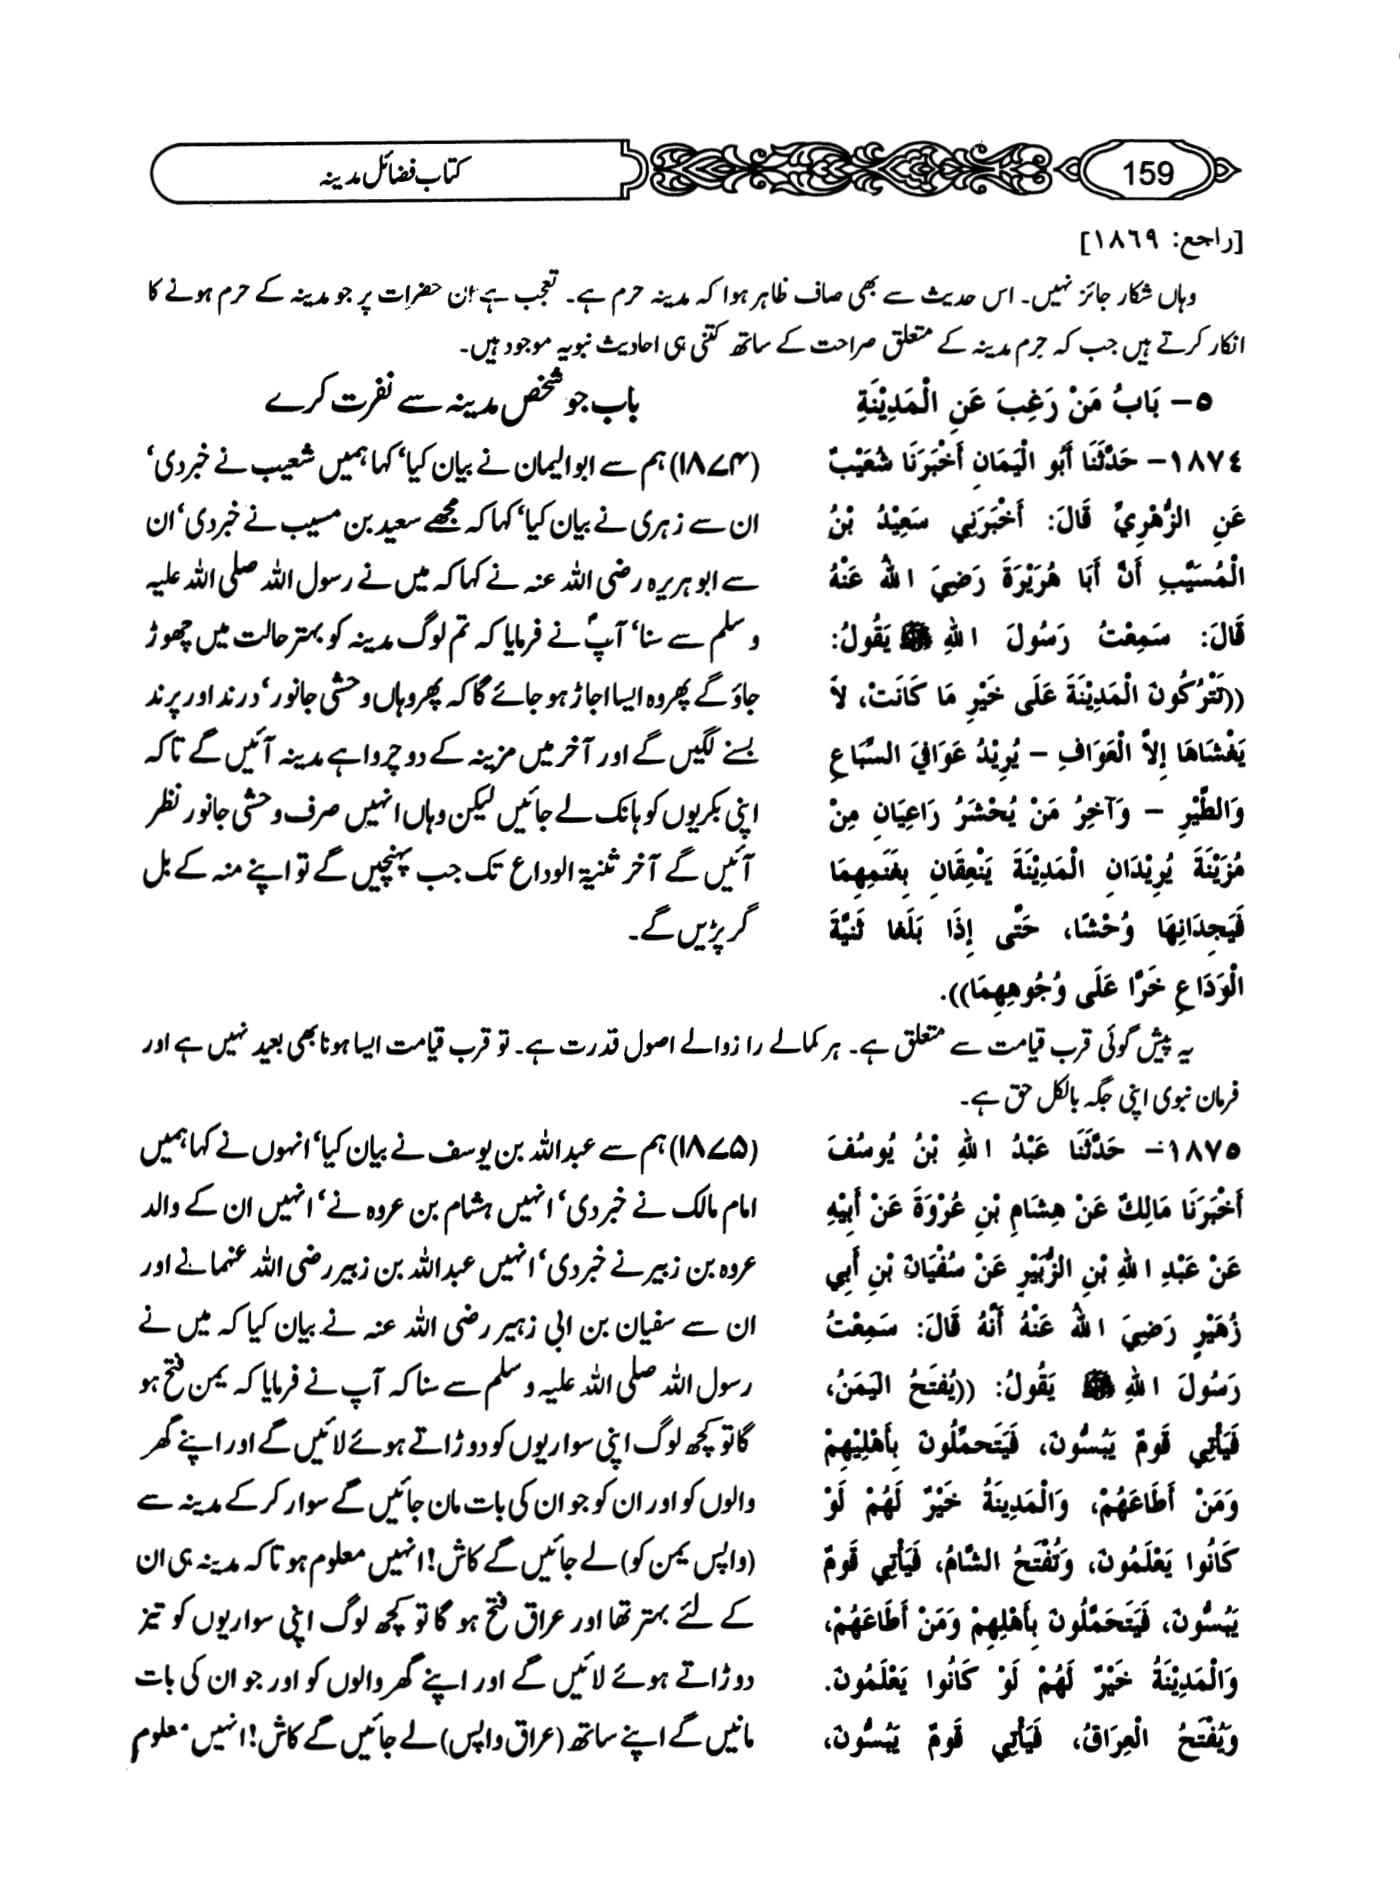 159
کتاب فضائل مدینہ
[راجع: ١٨٦٩]
وہاں شکار جائز نہیں۔ اس حدیث سے بھی صاف ظاہر ہوا کہ مدینہ حرم ہے۔ تعجب ہے ان حضرات پر جو مدینہ کے حرم ہونے کا
انکار کرتے ہیں جب کہ حرم مدینہ کے متعلق صراحت کے ساتھ کتنی ہی احادیث نبویہ موجود ہیں۔
٥- بَابُ مَنْ رَغِبَ عَنِ الْمَدِيْنَةِ
١٨٧٤- حَدَّثَنَا أَبُو الْيَمَانِ أَخْبَرَنَا شُعَيْبٌ
عَنِ الزُّهْرِيِّ قَالَ: أَخْبَرَنِي سَعِيْدُ بْنُ
الْمُسَيَّبِ أَنَّ أَبَا هُرَيْرَةَ رَضِيَ اللهُ عَنْهُ
قَالَ: سَمِعْتُ رَسُولَ اللهِ ﷺ يَقُولُ:
((تَتْرُكُونَ الْمَدِيْنَةَ عَلَى خَيْرِ مَا كَانَتْ، لاَ
يَغْشَاهَا إِلاَّ الْعَوَافِ – يُرِيْدُ عَوَافِيَ السِّبَاعِ
وَالطَّيْرِ – وَآخِرُ مَنْ يُحْشَرُ رَاعِيَانِ مِنْ
مُزَيْنَةَ يُرِيْدَانِ الْمَدِيْنَةَ يَنْعِقَانِ بِغَنَمِهِمَا
فَيَجِدَانِهَا وُحْشًا، حَتَّى إِذَا بَلَغَا ثَنِيَّةَ
الْوَدَاعِ خَرَّا عَلَى وُجُوهِهِمَا)).
باب جو شخص مدینہ سے نفرت کرے
(۱۸۷۴) ہم سے ابو الیمان نے بیان کیا‘ کہا ہمیں شعیب نے خبر دی‘
ان سے زہری نے بیان کیا‘ کہا کہ مجھے سعید بن مسیب نے خبر دی‘ ان
سے ابو ہریرہ رضی اللہ عنہ نے کہا کہ میں نے رسول اللہ صلی اللہ علیہ
و سلم سے سنا‘ آپؐ نے فرمایا کہ تم لوگ مدینہ کو بہتر حالت میں چھوڑ
جاؤ گے پھر وہ ایسا اجاڑ ہو جائے گا کہ پھر وہاں وحشی جانور‘ درند اور پرند
بسنے لگیں گے اور آخر میں مزینہ کے دو چرواہے مدینہ آئیں گے تاکہ
اپنی بکریوں کو ہانک لے جائیں لیکن وہاں انہیں صرف وحشی جانور نظر
آئیں گے آخر ثنیۃ الوداع تک جب پہنچیں گے تو اپنے منہ کے بل
گر پڑیں گے۔
یہ پیش گوئی قرب قیامت سے متعلق ہے۔ ہر کمالے را زوالے اصول قدرت ہے۔ تو قرب قیامت ایسا ہونا بھی بعید نہیں ہے اور
فرمان نبوی اپنی جگہ بالکل حق ہے۔
١٨٧٥- حَدَّثَنَا عَبْدُ اللهِ بْنُ يُوسُفَ
أَخْبَرَنَا مَالِكٌ عَنْ هِشَامِ بْنِ عُرْوَةَ عَنْ أَبِيْهِ
عَنْ عَبْدِ اللهِ بْنِ الزُّبَيْرِ عَنْ سُفْيَانَ بْنِ أَبِي
زُهَيْرٍ رَضِيَ اللهُ عَنْهُ أَنَّهُ قَالَ: سَمِعْتُ
رَسُولَ اللهِ ﷺ يَقُولُ: ((يُفْتَحُ الْيَمَنُ،
فَيَأْتِي قَومٌ يَبُسُّونَ، فَيَتَحَمَّلُونَ بِأَهْلِيْهِمْ
وَمَنْ أَطَاعَهُمْ، وَالْمَدِينَةُ خَيْرٌ لَهُمْ لَوْ
كَانُوا يَعْلَمُونَ، وَتُفْتَحُ الشَّامُ، فَيَأْتِي قَومٌ
يَبُسُّونَ، فَيَتَحَمَّلُونَ بِأَهْلِهِمْ وَمَنْ أَطَاعَهُمْ،
وَالْمَدِيْنَةُ خَيْرٌ لَهُمْ لَوْ كَانُوا يَعْلَمُونَ.
وَيُفْتَحُ الْعِرَاقُ، فَيَأْتِي قَومٌ يَبُسُّونَ،
(۱۸۷۵) ہم سے عبداللہ بن یوسف نے بیان کیا‘ انہوں نے کہا ہمیں
امام مالک نے خبر دی‘ انہیں ہشام بن عروہ نے‘ انہیں ان کے والد
عروہ بن زبیر نے خبر دی‘ انہیں عبداللہ بن زبیر رضی اللہ عنہما نے اور
ان سے سفیان بن ابی زہیر رضی اللہ عنہ نے بیان کیا کہ میں نے
رسول اللہ صلی اللہ علیہ و سلم سے سنا کہ آپ نے فرمایا کہ یمن فتح ہو
گا تو کچھ لوگ اپنی سواریوں کو دوڑاتے ہوئے لائیں گے اور اپنے گھر
والوں کو اور ان کو جو ان کی بات مان جائیں گے سوار کر کے مدینہ سے
(واپس یمن کو) لے جائیں گے کاش! انہیں معلوم ہوتا کہ مدینہ ہی ان
کے لئے بہتر تھا اور عراق فتح ہو گا تو کچھ لوگ اپنی سواریوں کو تیز
دوڑاتے ہوئے لائیں گے اور اپنے گھر والوں کو اور جو ان کی بات
مانیں گے اپنے ساتھ (عراق واپس) لے جائیں گے کاش! انہیں معلوم